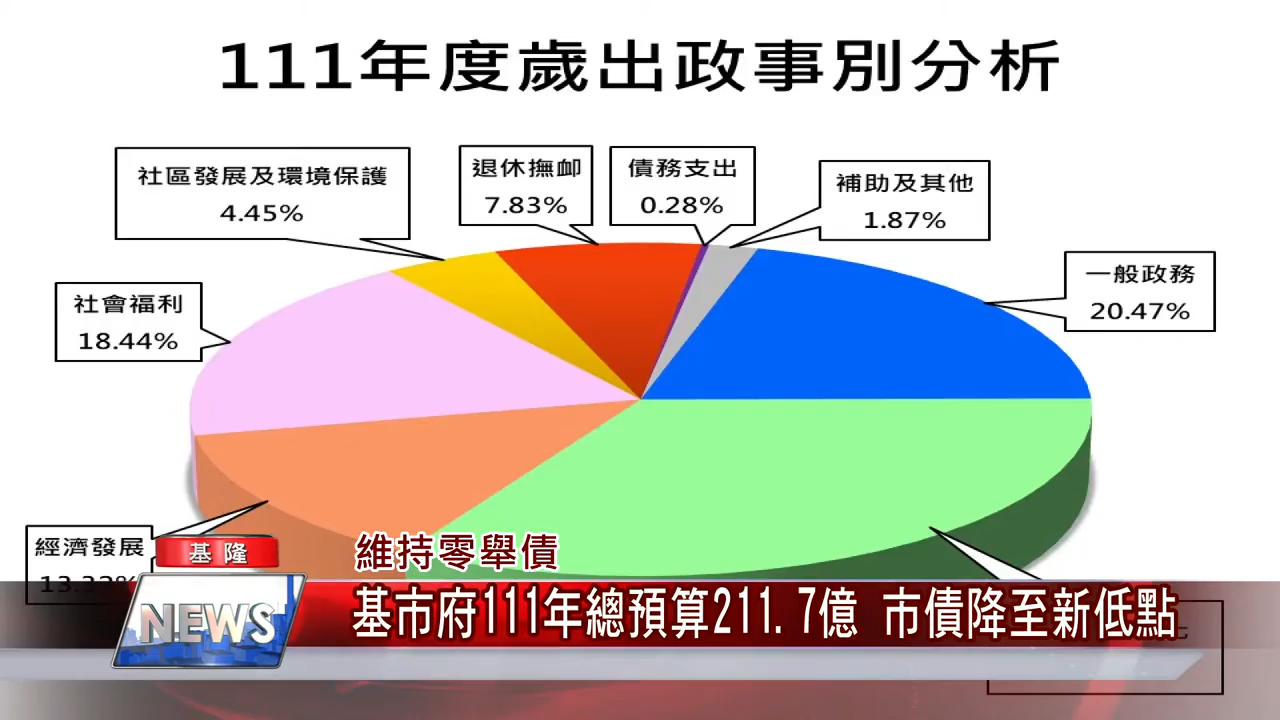 111年度歲出政事別分析
社區發展及環境保護
4.45%
退休撫卹
7.83%
債務支出
0.28%
補助及其他
1.87%
一般政務
20.47%
社會福利
18.44%
經濟發展
13.32%
基隆
維持零舉債
NEWS
基市府111年總預算211.7億 市債降至新低點